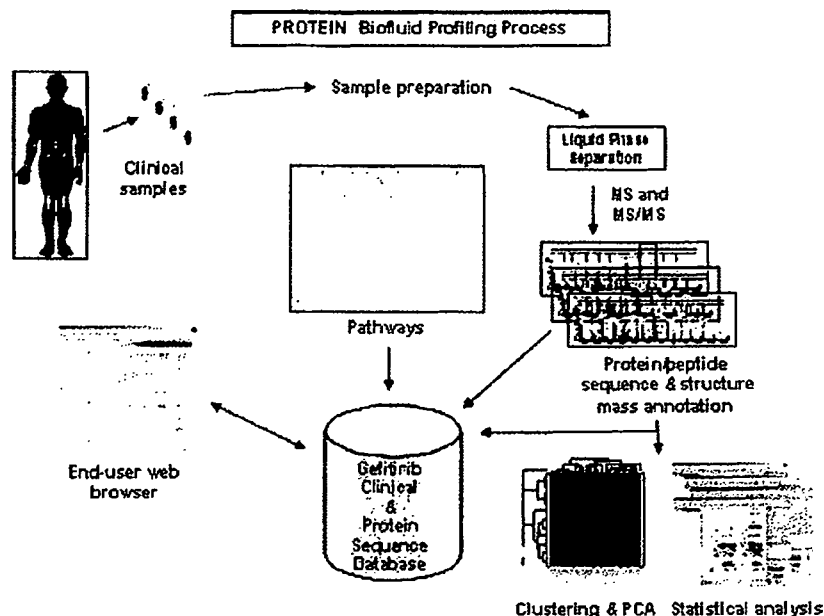 PROTEIN Biofluid Profiling Process
Sample preparation
Clinical
samples
Liquid Phase
Separation
MS and
MS/MS
Pathways
Protein/peptide
sequence & structure
mass annotation
End-user web
browser
Gefitinib
Clinical
&
Protein
Sequence
Database
Clustering & PCA
Statistical analysis